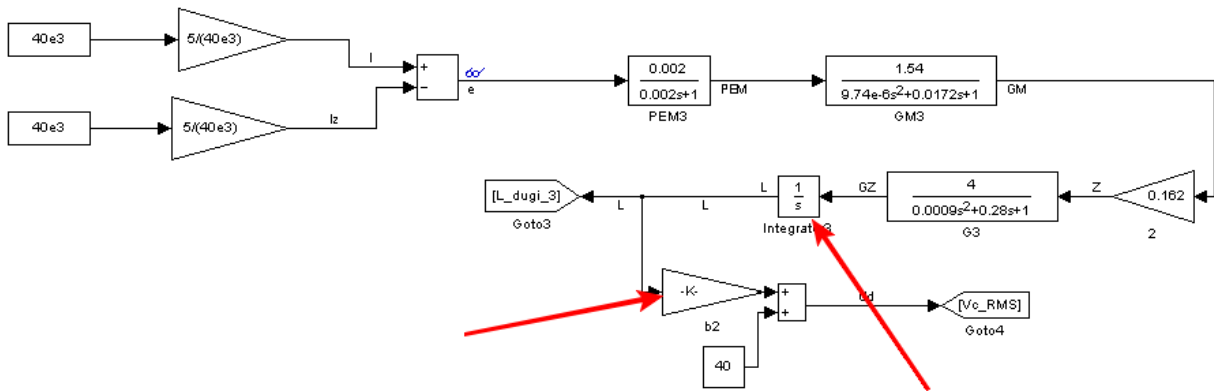 40e3
5/(40e3)
I
+
-
e
40e3
5/(40e3)
Iz
0.002
0.002s+1
PEM3
PEM
1.54
9.74e-6s²+0.0172s+1
GM3
GM
[L_dugi_3]
Goto3
L
L
L
1
s
Integrator3
GZ
4
0.0009s²+0.28s+1
G3
Z
0.162
2
-K-
b2
+
+
40
Ud
[Vc_RMS]
Goto4